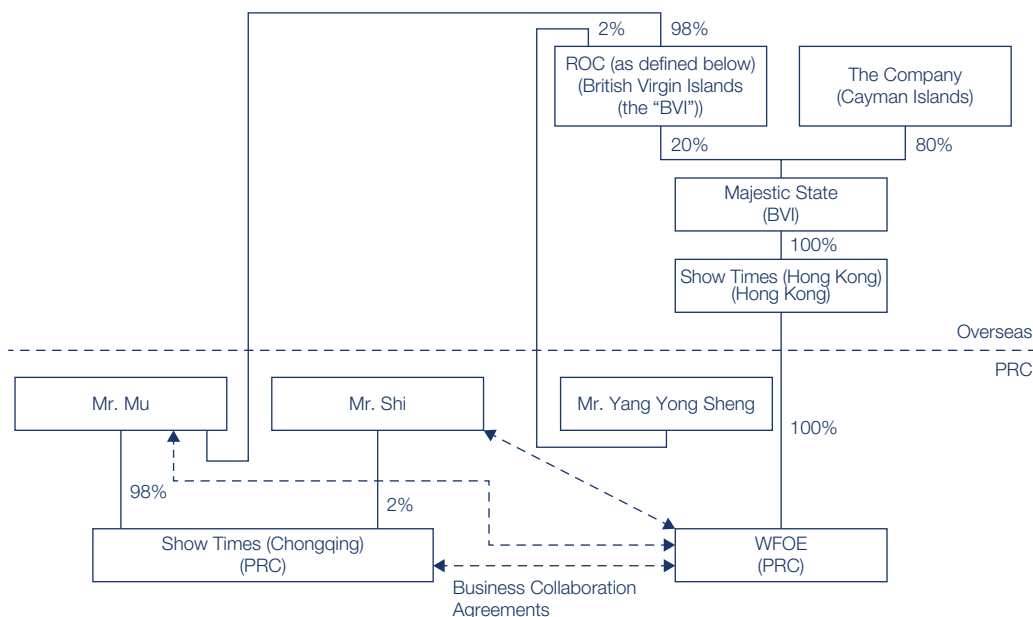 2%
98%
ROC (as defined below)
(British Virgin Islands
(the “BVI”))
The Company
(Cayman Islands)
20%
80%
Majestic State
(BVI)
100%
Show Times (Hong Kong)
(Hong Kong)
Overseas
PRC
Mr. Mu
Mr. Shi
Mr. Yang Yong Sheng
100%
98%
2%
Show Times (Chongqing)
(PRC)
WFOE
(PRC)
Business Collaboration
Agreements